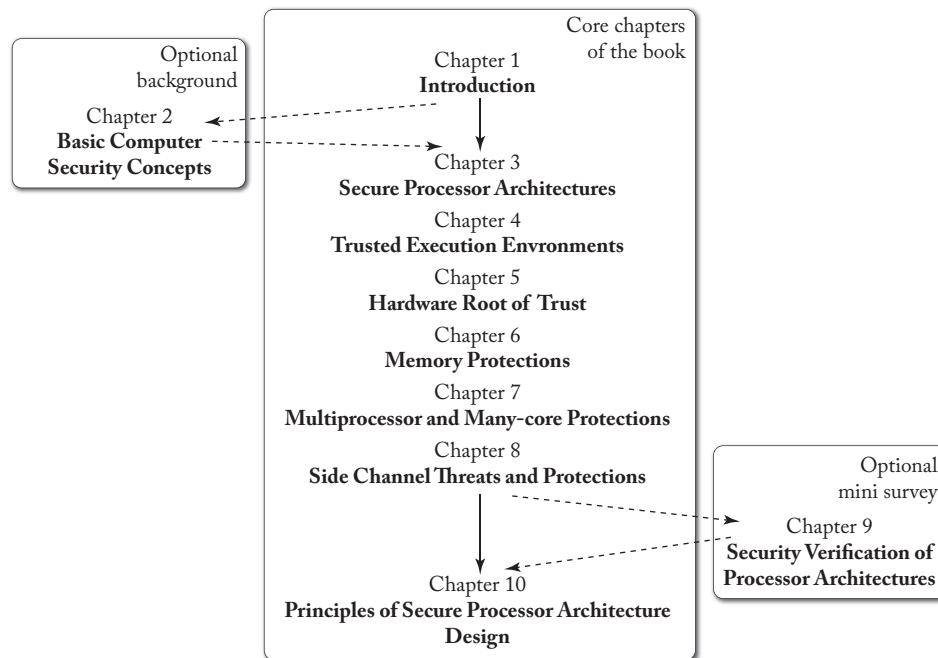 Core chapters
of the book
Optional
background
Chapter 1
Introduction
Chapter 2
Basic Computer
Security Concepts
Chapter 3
Secure Processor Architectures
Chapter 4
Trusted Execution Envronments
Chapter 5
Hardware Root of Trust
Chapter 6
Memory Protections
Chapter 7
Multiprocessor and Many-core Protections
Chapter 8
Side Channel Threats and Protections
Optional
mini survey
Chapter 9
Security Verification of
Processor Architectures
Chapter 10
Principles of Secure Processor Architecture
Design